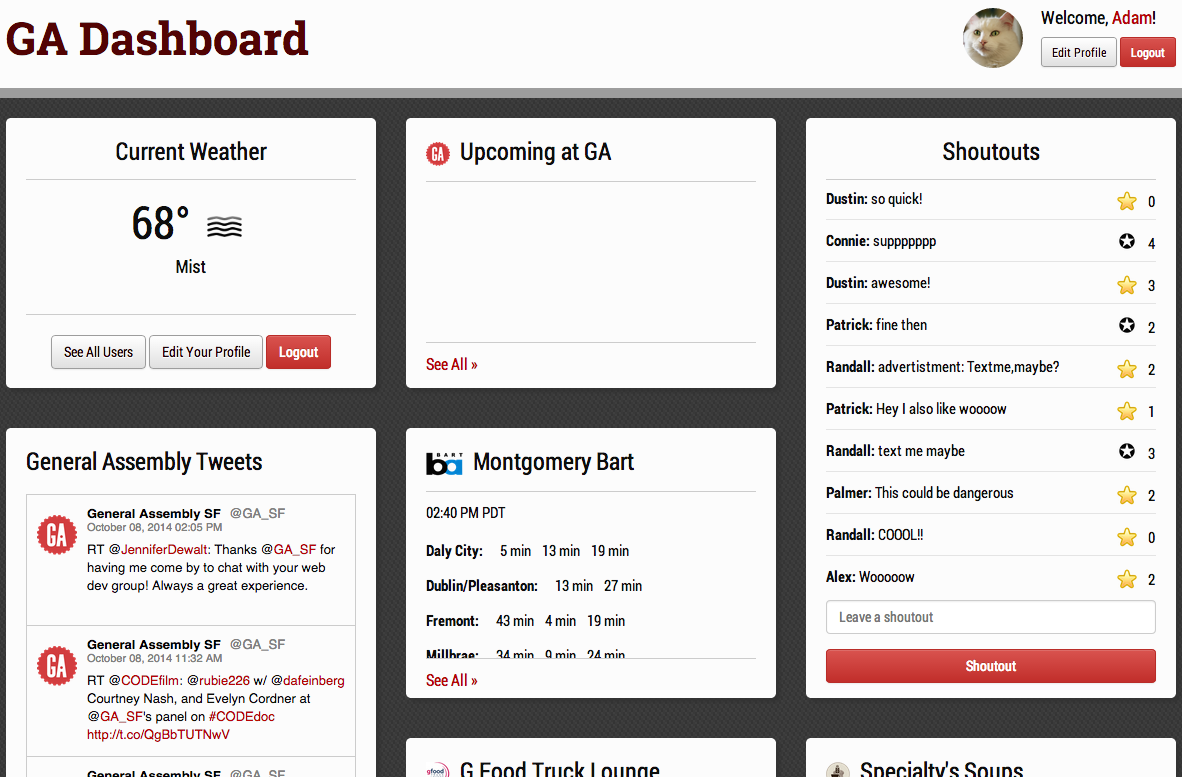 GA Dashboard
Welcome, Adam!
Edit Profile
Logout
Current Weather
68°
Mist
See All Users
Edit Your Profile
Logout
GA
Upcoming at GA
See All »
Shoutouts
Dustin: so quick!
0
Connie: supppppp
4
Dustin: awesome!
3
Patrick: fine then
2
Randall: advertistment: Textme,maybe?
2
Patrick: Hey I also like woooow
1
Randall: text me maybe
3
Palmer: This could be dangerous
2
Randall: COOOL!!
0
Alex: Wooooow
2
Leave a shoutout
Shoutout
General Assembly Tweets
GA
General Assembly SF @GA_SF
October 08, 2014 02:05 PM
RT @JenniferDewalt: Thanks @GA_SF for
having me come by to chat with your web
dev group! Always a great experience.
GA
General Assembly SF @GA_SF
October 08, 2014 11:32 AM
RT @CODEfilm: @rubie226 w/ @dafeinberg
Courtney Nash, and Evelyn Cordner at
@GA_SF's panel on #CODEdoc
http://t.co/QgBbTUTNwV
General Assembly SF @GA_SF
BART
ba
Montgomery Bart
02:40 PM PDT
Daly City: 5 min 13 min 19 min
Dublin/Pleasanton: 13 min 27 min
Fremont: 43 min 4 min 19 min
Millbrae: 34 min 9 min 24 min
See All »
gfood
G Food Truck Lounge
Specialty's Soups